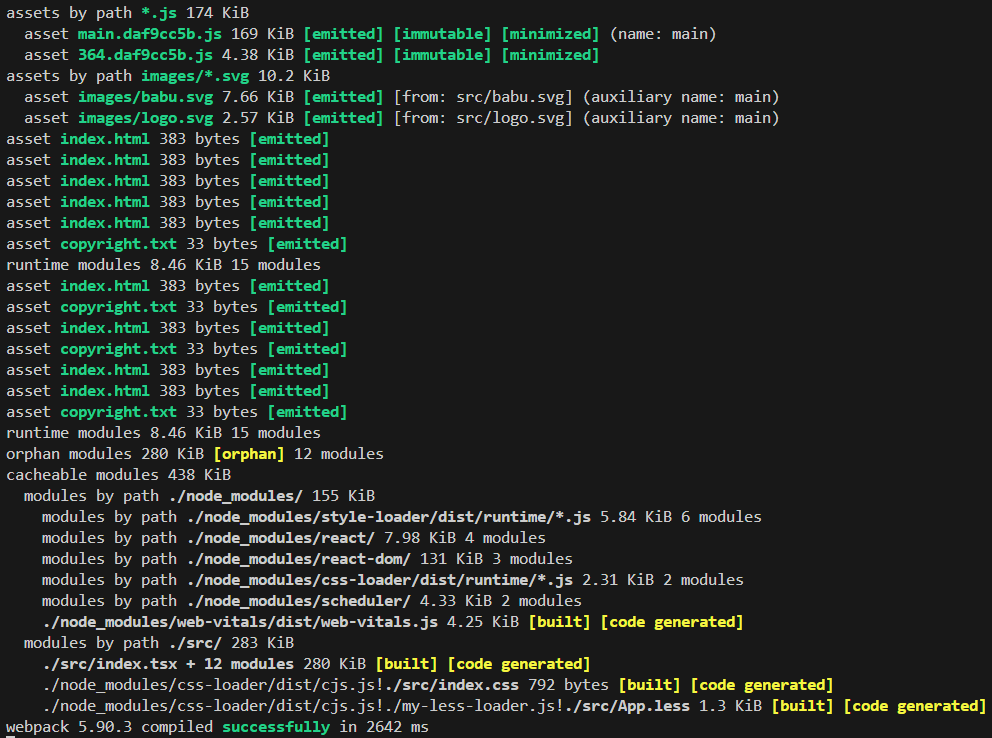 assets by path *.js 174 KiB
  asset main.daf9cc5b.js 169 KiB [emitted] [immutable] [minimized] (name: main)
  asset 364.daf9cc5b.js 4.38 KiB [emitted] [immutable] [minimized]
assets by path images/*.svg 10.2 KiB
  asset images/babu.svg 7.66 KiB [emitted] [from: src/babu.svg] (auxiliary name: main)
  asset images/logo.svg 2.57 KiB [emitted] [from: src/logo.svg] (auxiliary name: main)
asset index.html 383 bytes [emitted]
asset index.html 383 bytes [emitted]
asset index.html 383 bytes [emitted]
asset index.html 383 bytes [emitted]
asset index.html 383 bytes [emitted]
asset copyright.txt 33 bytes [emitted]
runtime modules 8.46 KiB 15 modules
asset index.html 383 bytes [emitted]
asset copyright.txt 33 bytes [emitted]
asset index.html 383 bytes [emitted]
asset copyright.txt 33 bytes [emitted]
asset index.html 383 bytes [emitted]
asset index.html 383 bytes [emitted]
asset copyright.txt 33 bytes [emitted]
runtime modules 8.46 KiB 15 modules
orphan modules 280 KiB [orphan] 12 modules
cacheable modules 438 KiB
  modules by path ./node_modules/ 155 KiB
    modules by path ./node_modules/style-loader/dist/runtime/*.js 5.84 KiB 6 modules
    modules by path ./node_modules/react/ 7.98 KiB 4 modules
    modules by path ./node_modules/react-dom/ 131 KiB 3 modules
    modules by path ./node_modules/css-loader/dist/runtime/*.js 2.31 KiB 2 modules
    modules by path ./node_modules/scheduler/ 4.33 KiB 2 modules
    ./node_modules/web-vitals/dist/web-vitals.js 4.25 KiB [built] [code generated]
  modules by path ./src/ 283 KiB
    ./src/index.tsx + 12 modules 280 KiB [built] [code generated]
    ./node_modules/css-loader/dist/cjs.js!./src/index.css 792 bytes [built] [code generated]
    ./node_modules/css-loader/dist/cjs.js!./my-less-loader.js!./src/App.less 1.3 KiB [built] [code generated]
webpack 5.90.3 compiled successfully in 2642 ms